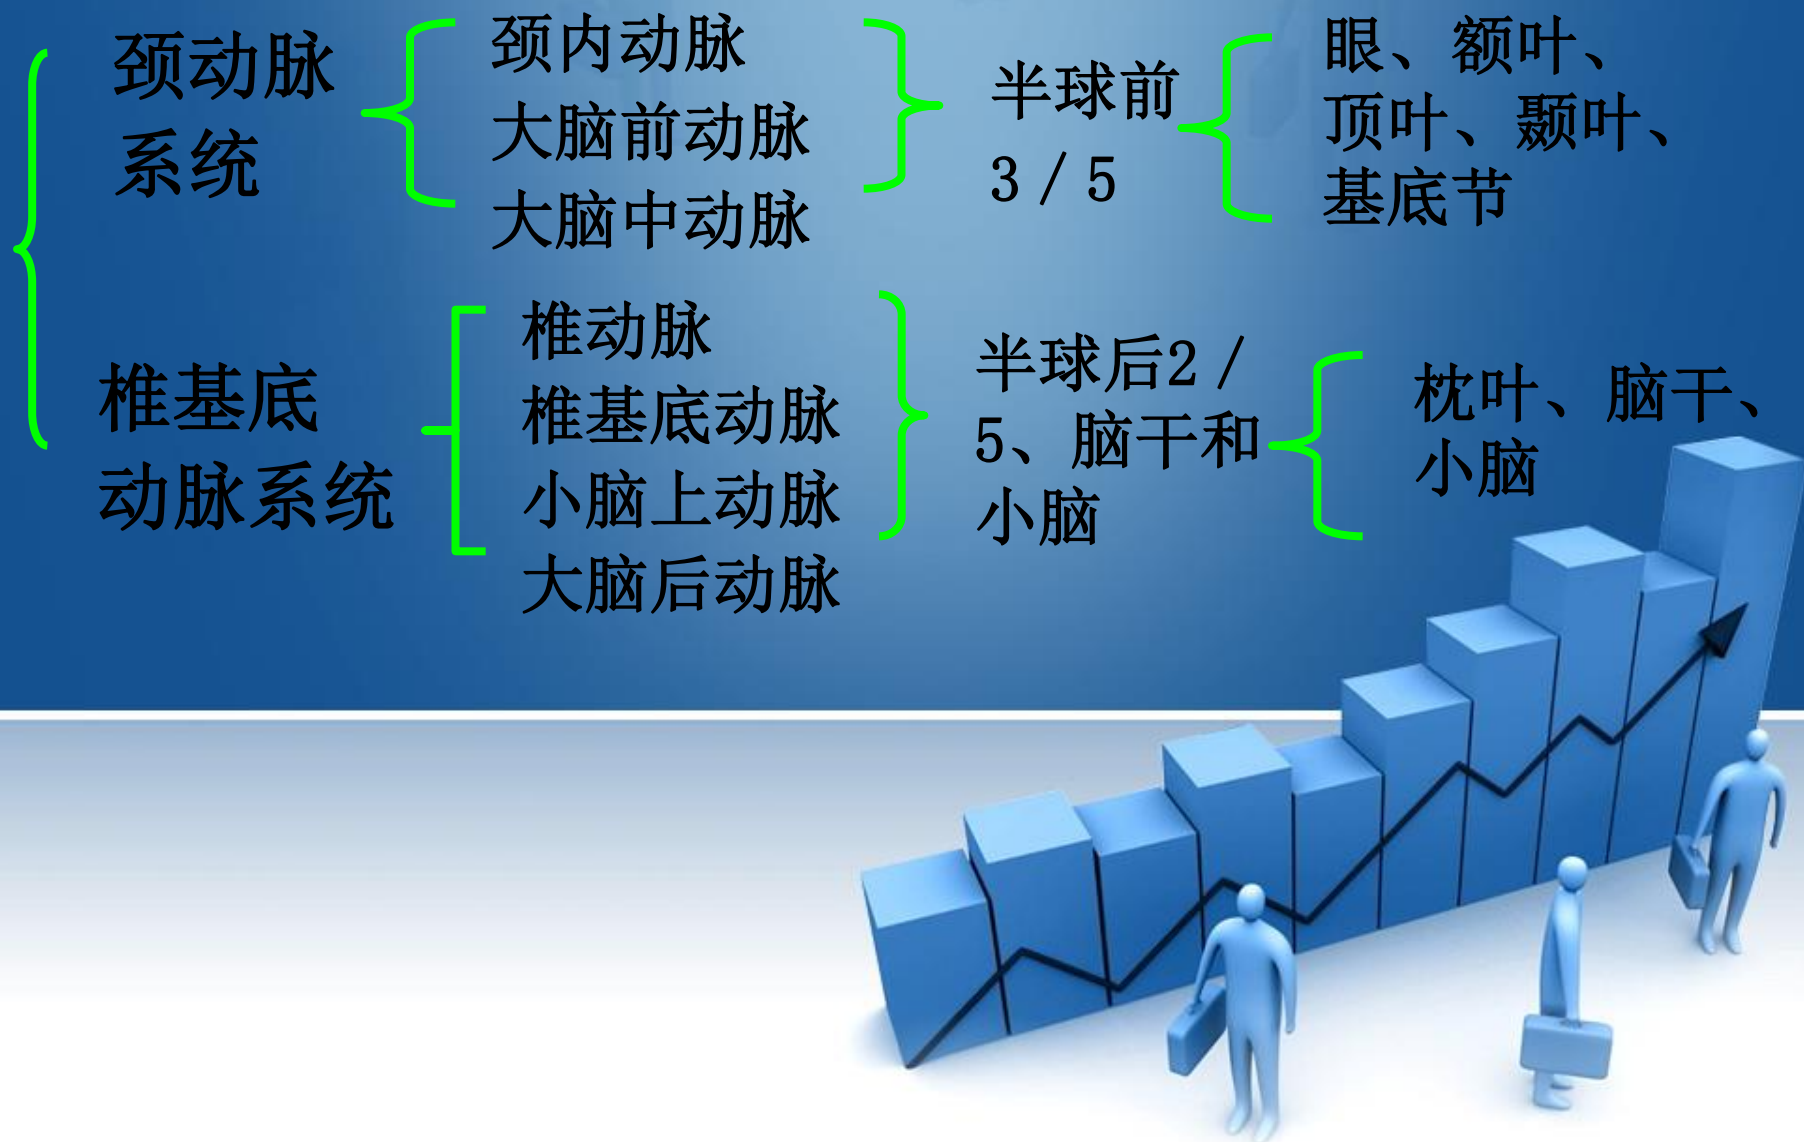 颈动脉
系统
颈内动脉
大脑前动脉
大脑中动脉
半球前
3／5
眼、额叶、
顶叶、颞叶、
基底节
椎基底
动脉系统
椎动脉
椎基底动脉
小脑上动脉
大脑后动脉
半球后2／
5、脑干和
小脑
枕叶、脑干、
小脑